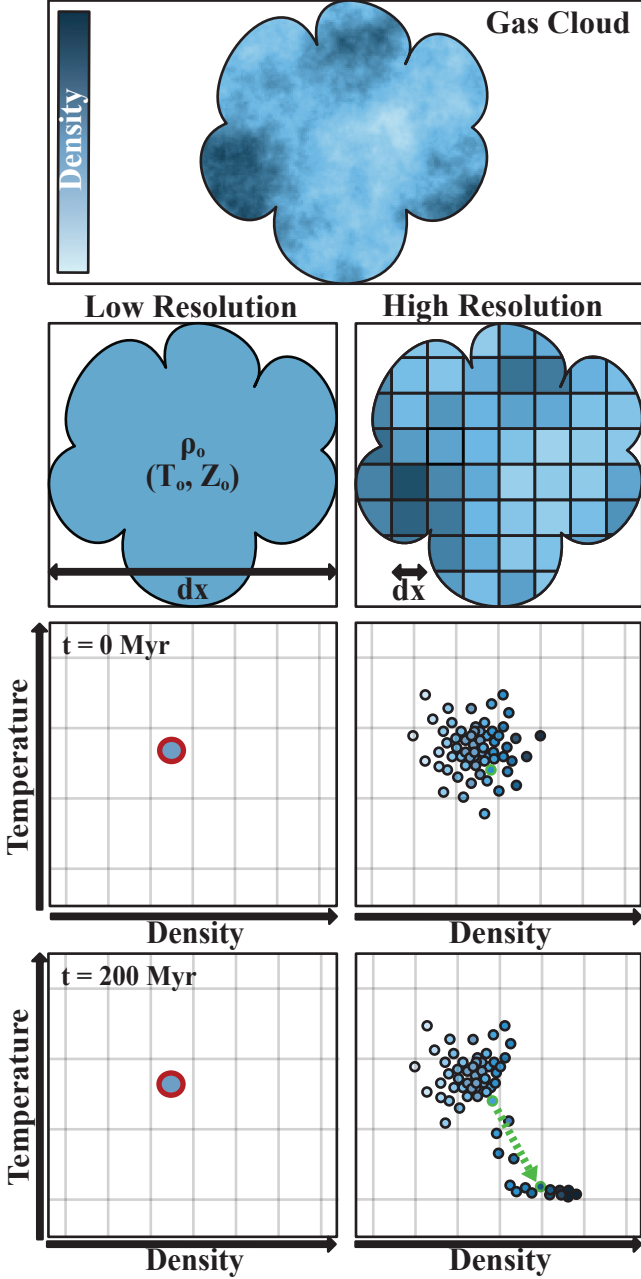 Gas Cloud
Density
Low Resolution
High Resolution
ρₒ
(Tₒ, Zₒ)
dx
dx
t = 0 Myr
Temperature
Density
Density
t = 200 Myr
Temperature
Density
Density